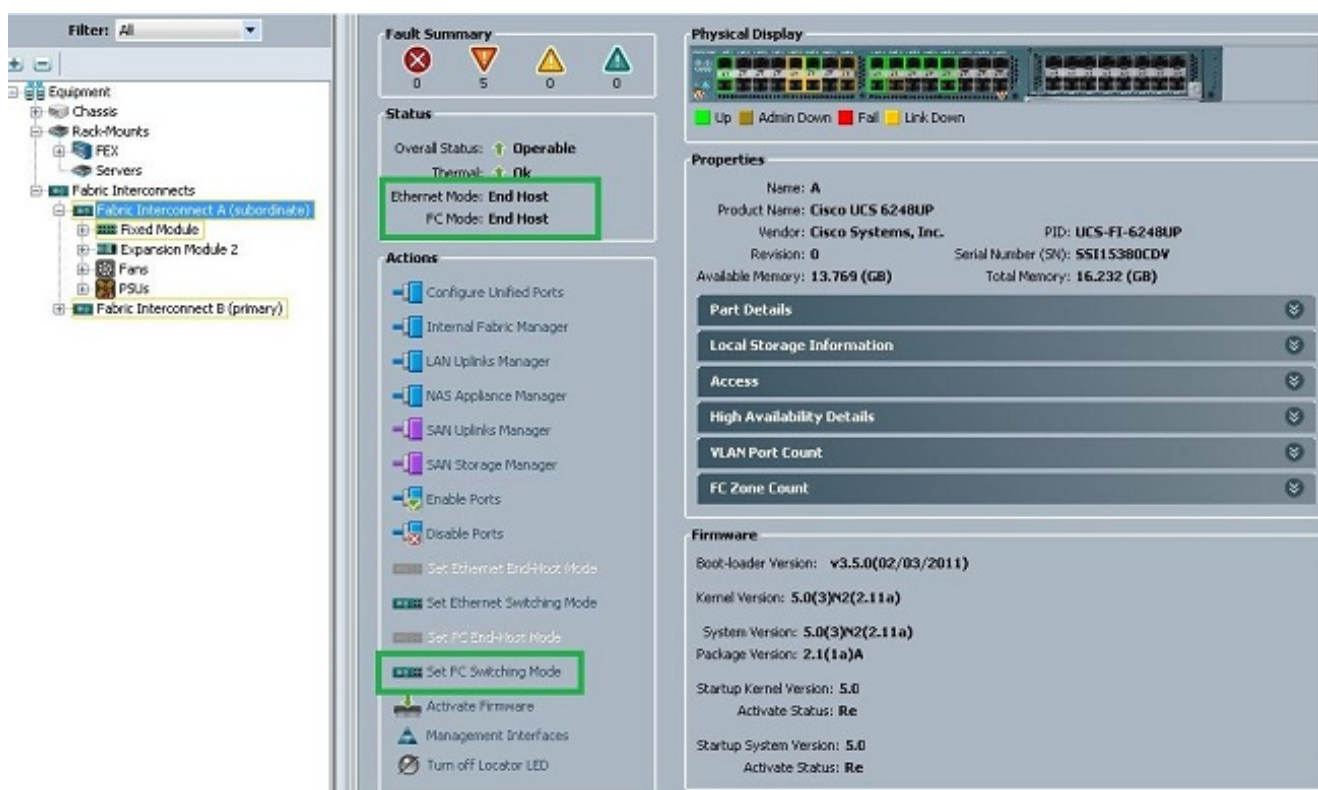 Filter: All
Equipment
Chassis
Rack-Mounts
FEX
Servers
Fabric Interconnects
Fabric Interconnect A (subordinate)
Fixed Module
Expansion Module 2
Fans
PSUs
Fabric Interconnect B (primary)
Fault Summary
0 5 0 0
Status
Overal Status: Operable
Thermal: Ok
Ethernet Mode: End Host
FC Mode: End Host
Actions
Configure Unified Ports
Internal Fabric Manager
LAN Uplinks Manager
NAS Appliance Manager
SAN Uplinks Manager
SAN Storage Manager
Enable Ports
Disable Ports
Set Ethernet End-Host Mode
Set Ethernet Switching Mode
Set FC End-Host Mode
Set FC Switching Mode
Activate Firmware
Management Interfaces
Turn off Locator LED
Physical Display
Up Admin Down Fail Link Down
Properties
Name: A
Product Name: Cisco UCS 6248UP
Vendor: Cisco Systems, Inc. PID: UCS-FI-6248UP
Revision: 0 Serial Number (SN): SSI15380CDV
Available Memory: 13.769 (GB) Total Memory: 16.232 (GB)
Part Details
Local Storage Information
Access
High Availability Details
VLAN Port Count
FC Zone Count
Firmware
Boot-loader Version: v3.5.0(02/03/2011)
Kernel Version: 5.0(3)N2(2.11a)
System Version: 5.0(3)N2(2.11a)
Package Version: 2.1(1a)A
Startup Kernel Version: 5.0
Activate Status: Re
Startup System Version: 5.0
Activate Status: Re